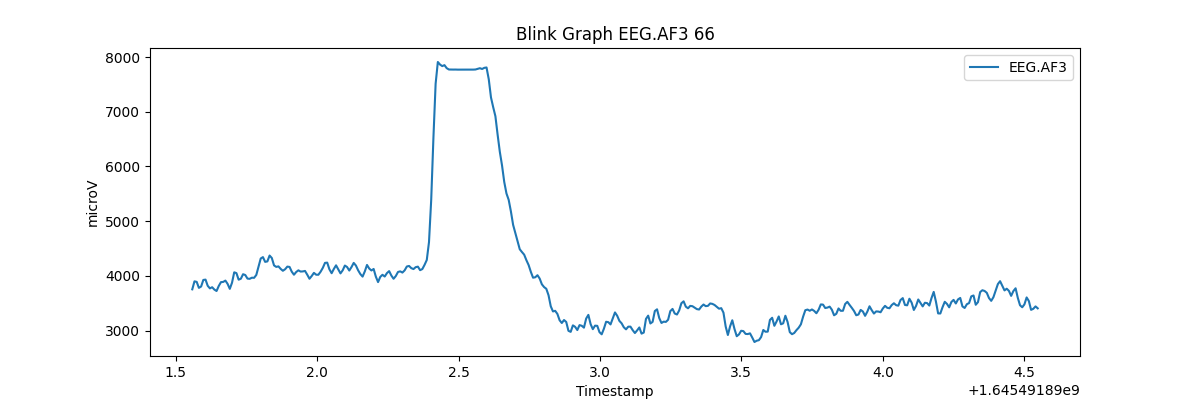 Blink Graph EEG.AF3 66
EEG.AF3
8000
7000
6000
5000
4000
3000
microV
1.5 2.0 2.5 3.0 3.5 4.0 4.5
Timestamp
+1.64549189e9